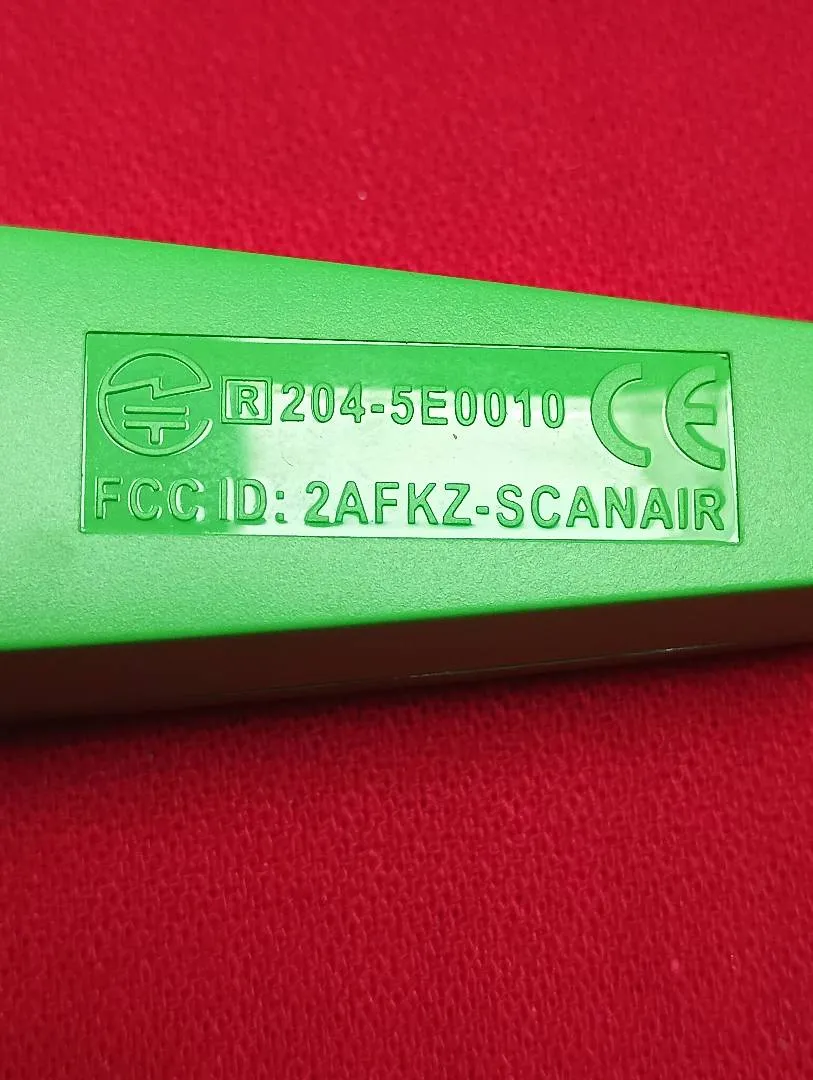 R 204-5E0010 CE
FCC ID: 2AFKZ-SCANAIR